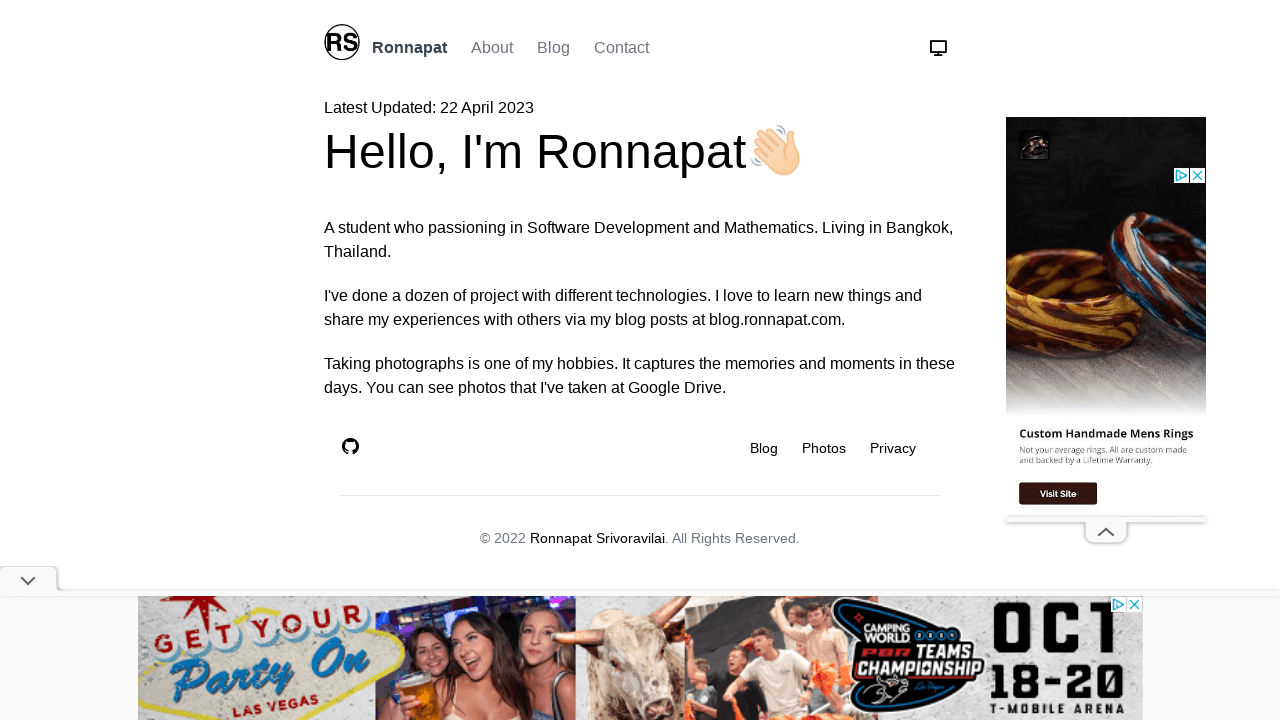 RS
Ronnapat About Blog Contact
Latest Updated: 22 April 2023
Hello, I'm Ronnapat👋🏻
A student who passioning in Software Development and Mathematics. Living in Bangkok,
Thailand.
I've done a dozen of project with different technologies. I love to learn new things and
share my experiences with others via my blog posts at blog.ronnapat.com.
Taking photographs is one of my hobbies. It captures the memories and moments in these
days. You can see photos that I've taken at Google Drive.
Blog Photos Privacy
© 2022 Ronnapat Srivoravilai. All Rights Reserved.
Custom Handmade Mens Rings
Not your average rings. All are custom made
and backed by a Lifetime Warranty.
Visit Site
GET YOUR
Party On
LAS VEGAS
CAMPING
WORLD
PBR TEAMS
CHAMPIONSHIP
Las Vegas
OCT
18-20
T-MOBILE ARENA